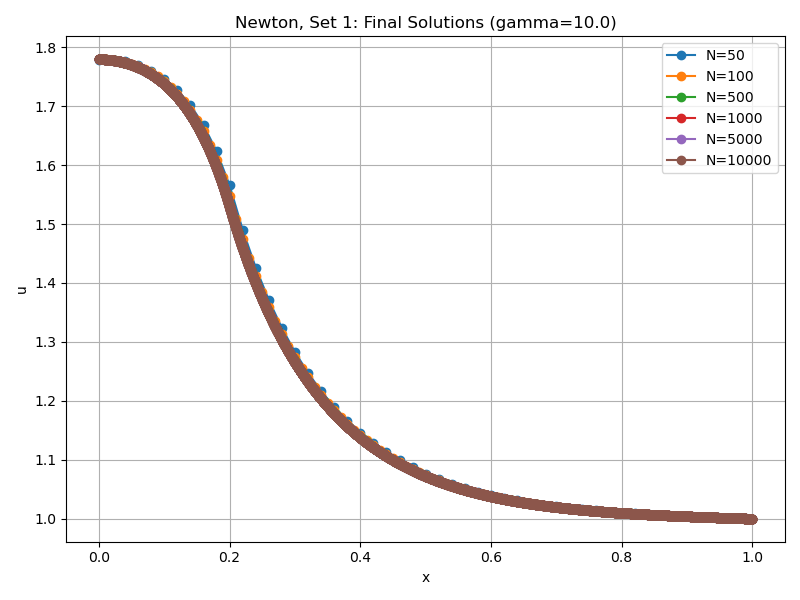 Newton, Set 1: Final Solutions (gamma=10.0)
1.8
1.7
1.6
1.5
1.4
1.3
1.2
1.1
1.0
u
N=50
N=100
N=500
N=1000
N=5000
N=10000
0.0 0.2 0.4 0.6 0.8 1.0
x